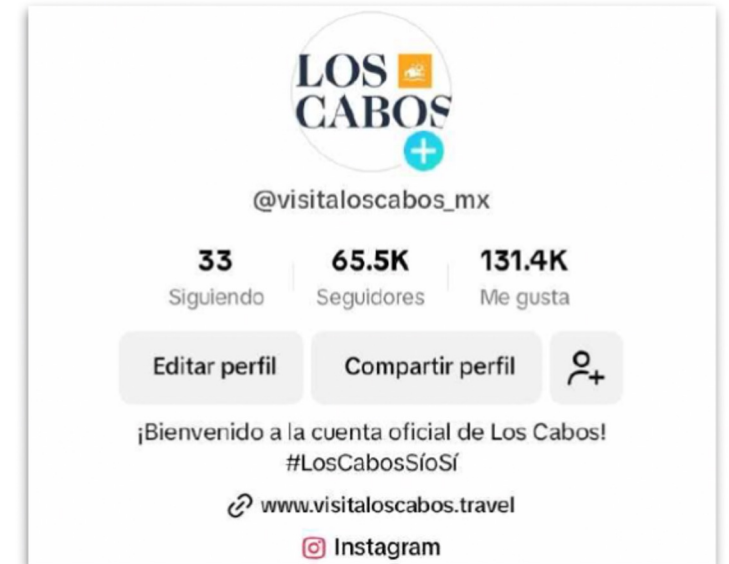 LOS
CABOS
@visitaloscabos_mx
33 65.5K 131.4K
Siguiendo Seguidores Me gusta
Editar perfil Compartir perfil
¡Bienvenido a la cuenta oficial de Los Cabos!
#LosCabosSíoSí
www.visitaloscabos.travel
Instagram